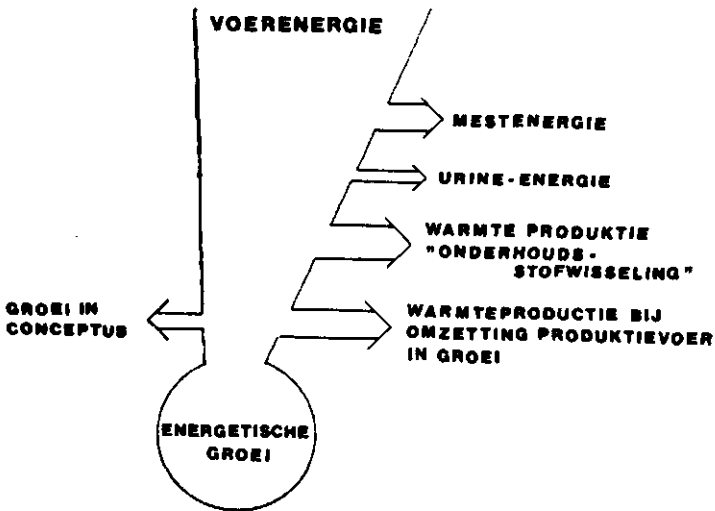 VOERENERGIE
MESTENERGIE
URINE-ENERGIE
WARMTE PRODUKTIE
"ONDERHOUDS-
STOFWISSELING"
GROEI IN
CONCEPTUS
WARMTEPRODUCTIE BIJ
OMZETTING PRODUKTIEVOER
IN GROEI
ENERGETISCHE
GROEI